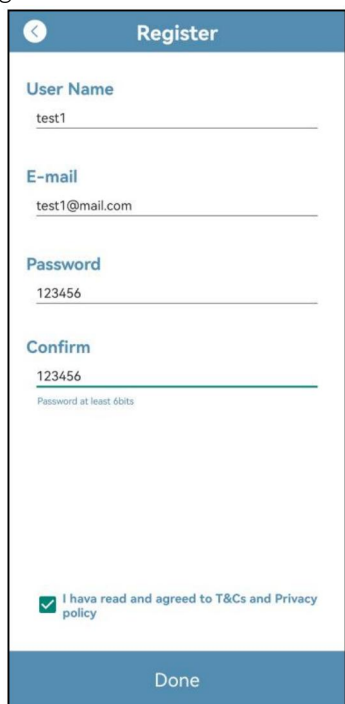 Register
User Name
test1
E-mail
test1@mail.com
Password
123456
Confirm
123456
Password at least 6bits
I hava read and agreed to T&Cs and Privacy
policy
Done